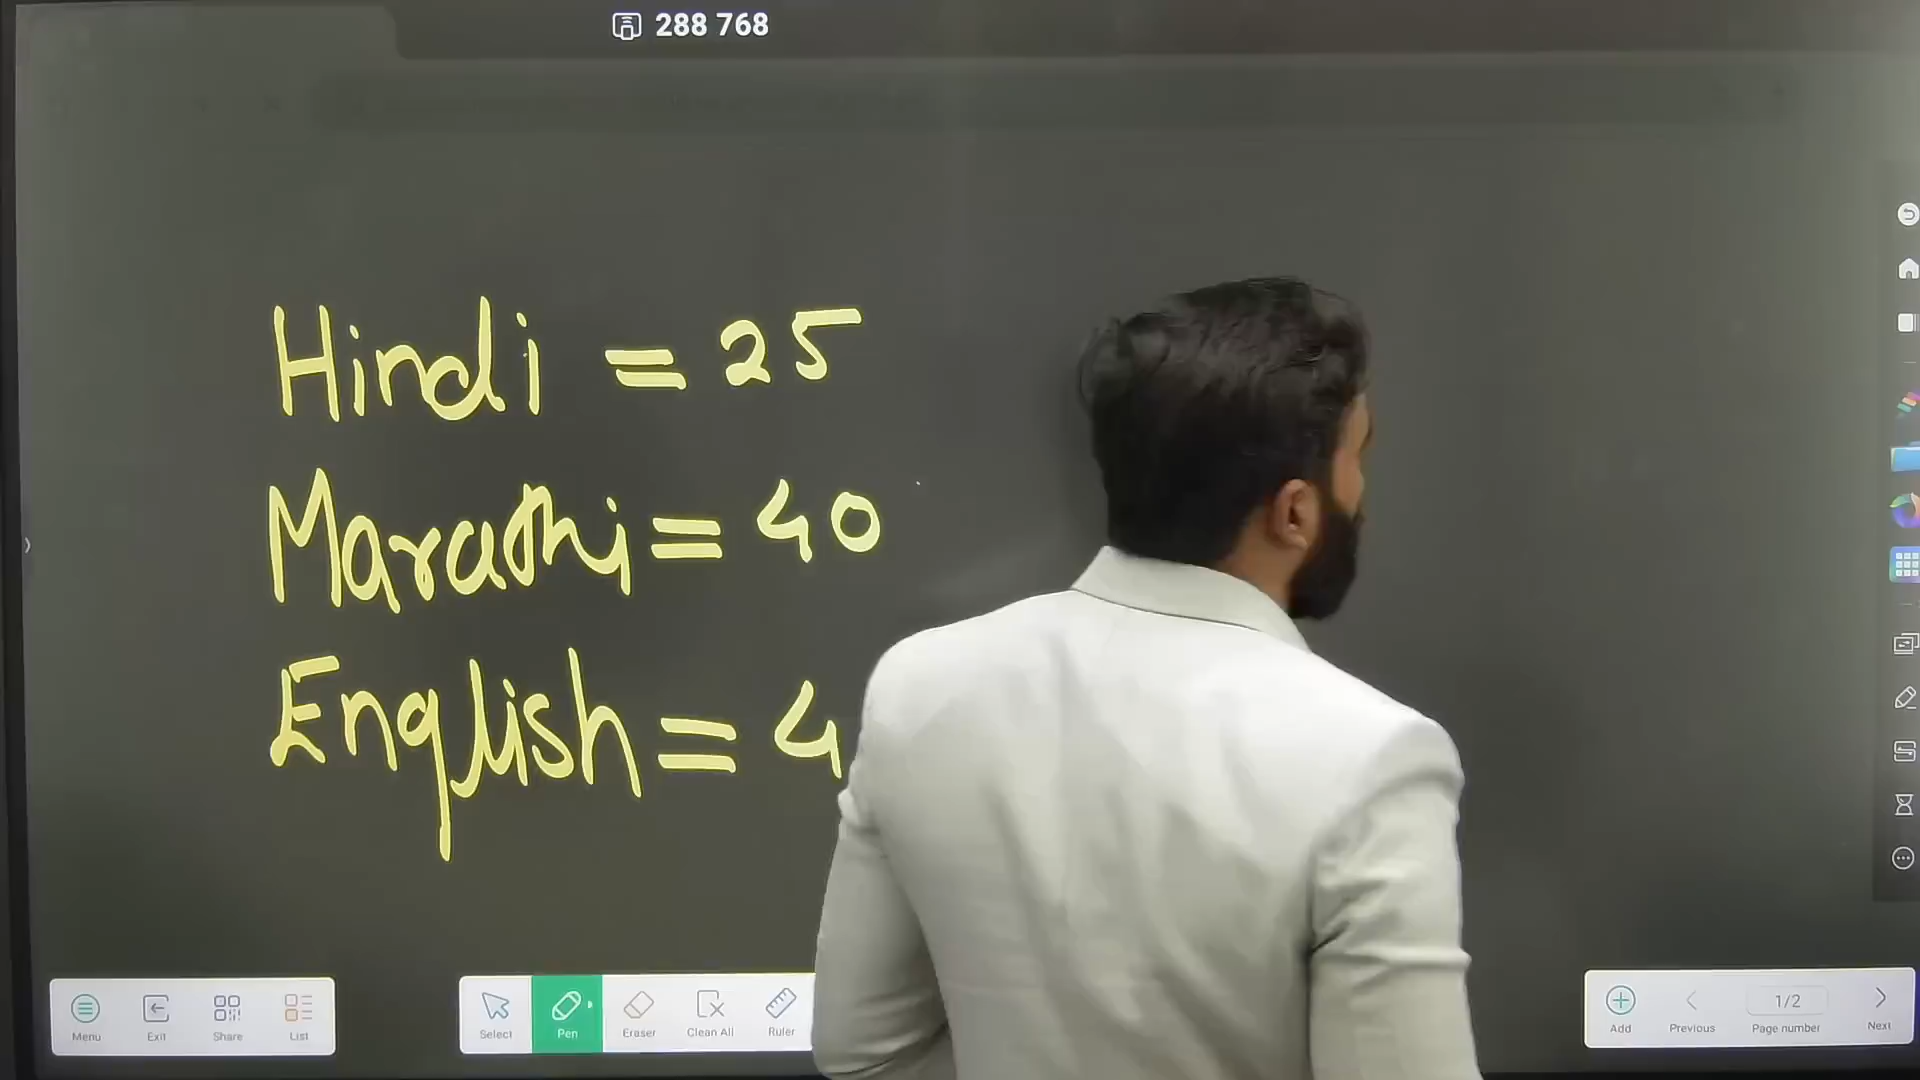 288 768
Hindi = 25
Marathi = 40
English = 4
Menu Exit Share List
Select Pen Eraser Clean All Ruler
1/2
Add Previous Page number Next